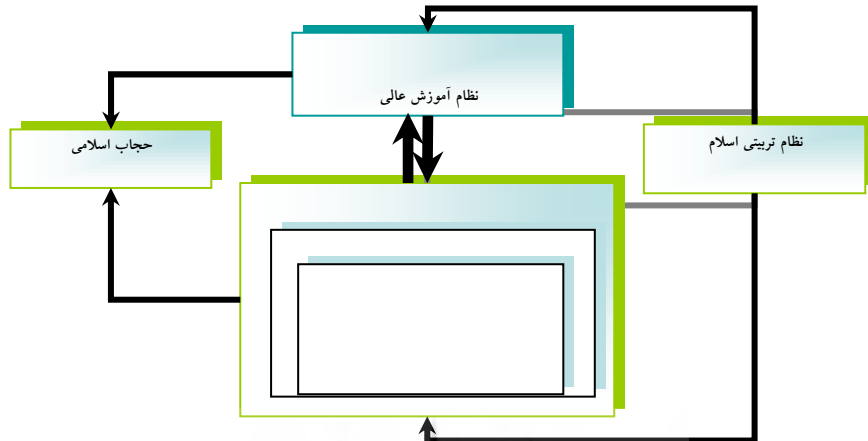 نظام آموزش عالی
نظام تربیتی اسلام
حجاب اسلامی